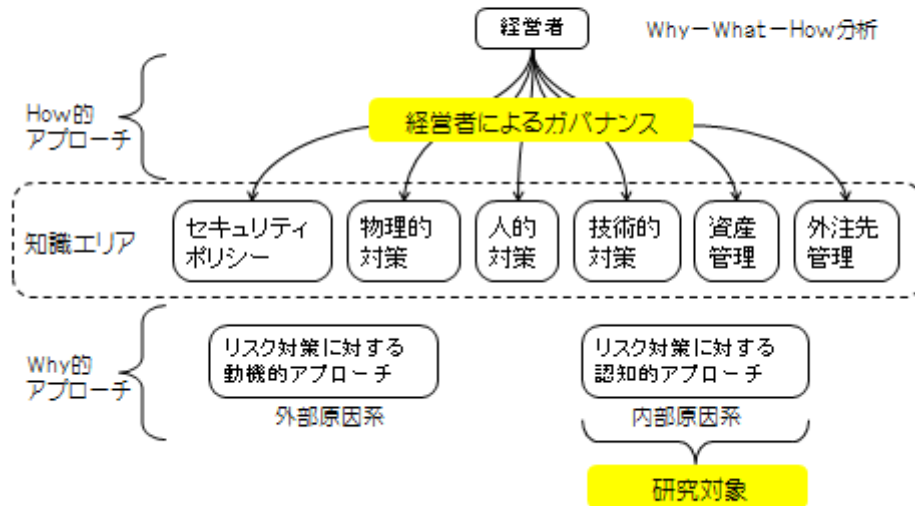 経営者
Why－What－How分析
How的
アプローチ
経営者によるガバナンス
知識エリア
セキュリティ
ポリシー
物理的
対策
人的
対策
技術的
対策
資産
管理
外注先
管理
Why的
アプローチ
リスク対策に対する
動機的アプローチ
外部原因系
リスク対策に対する
認知的アプローチ
内部原因系
研究対象